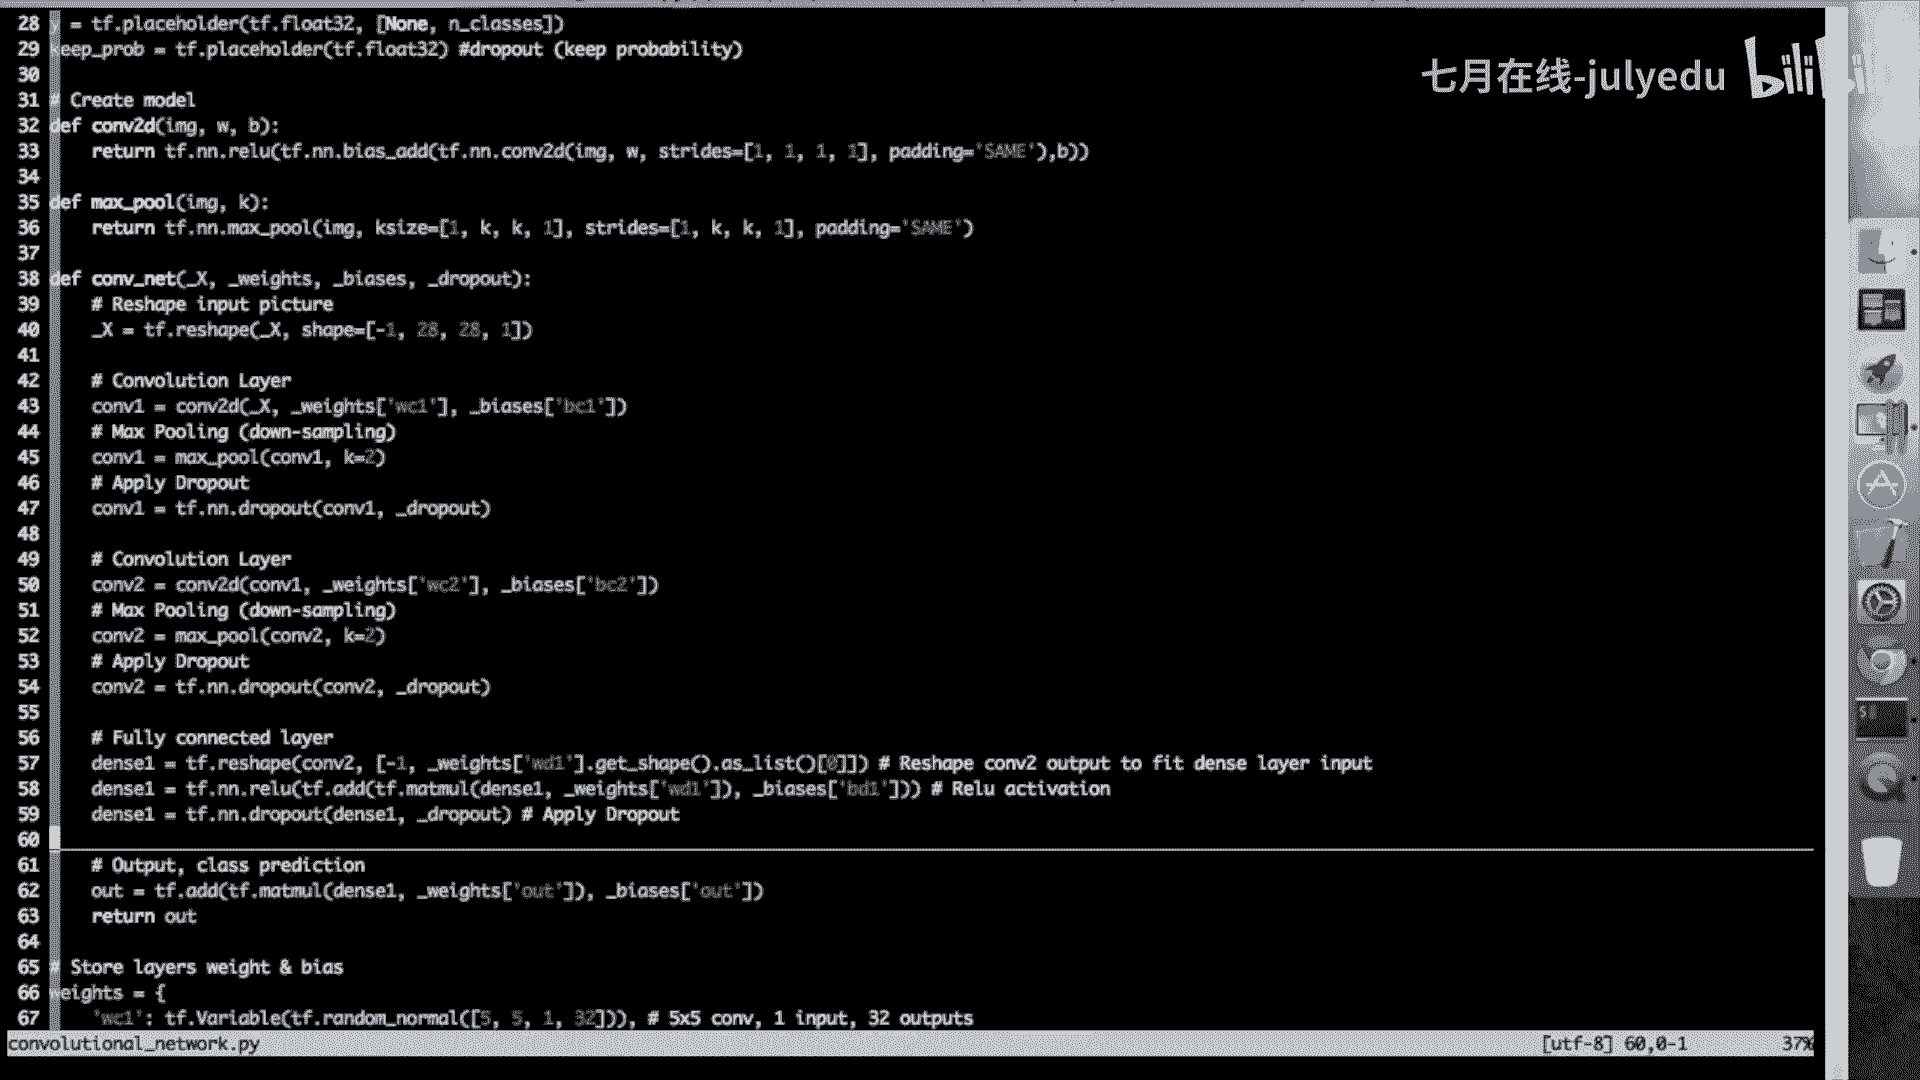 28 y = tf.placeholder(tf.float32, [None, n_classes])
29 keep_prob = tf.placeholder(tf.float32) #dropout (keep probability)
30
31 # Create model
32 def conv2d(img, w, b):
33     return tf.nn.relu(tf.nn.bias_add(tf.nn.conv2d(img, w, strides=[1, 1, 1, 1], padding='SAME'),b))
34
35 def max_pool(img, k):
36     return tf.nn.max_pool(img, ksize=[1, k, k, 1], strides=[1, k, k, 1], padding='SAME')
37
38 def conv_net(_X, _weights, _biases, _dropout):
39     # Reshape input picture
40     _X = tf.reshape(_X, shape=[-1, 28, 28, 1])
41
42     # Convolution Layer
43     conv1 = conv2d(_X, _weights['wc1'], _biases['bc1'])
44     # Max Pooling (down-sampling)
45     conv1 = max_pool(conv1, k=2)
46     # Apply Dropout
47     conv1 = tf.nn.dropout(conv1, _dropout)
48
49     # Convolution Layer
50     conv2 = conv2d(conv1, _weights['wc2'], _biases['bc2'])
51     # Max Pooling (down-sampling)
52     conv2 = max_pool(conv2, k=2)
53     # Apply Dropout
54     conv2 = tf.nn.dropout(conv2, _dropout)
55
56     # Fully connected layer
57     dense1 = tf.reshape(conv2, [-1, _weights['wd1'].get_shape().as_list()[0]]) # Reshape conv2 output to fit dense layer input
58     dense1 = tf.nn.relu(tf.add(tf.matmul(dense1, _weights['wd1']), _biases['bd1'])) # Relu activation
59     dense1 = tf.nn.dropout(dense1, _dropout) # Apply Dropout
60
61     # Output, class prediction
62     out = tf.add(tf.matmul(dense1, _weights['out']), _biases['out'])
63     return out
64
65 # Store layers weight & bias
66 weights = {
67     'wc1': tf.Variable(tf.random_normal([5, 5, 1, 32])), # 5x5 conv, 1 input, 32 outputs
convolutional_network.py [utf-8] 60,0-1 37%
七月在线-julyedu bilibili